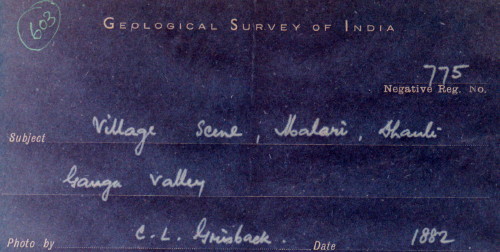 603
GEOLOGICAL SURVEY OF INDIA
775
Negative Reg. No.
Subject Village Scene, Malari, Dhauli
Ganga Valley
Photo by C. L. Griesback. Date 1882